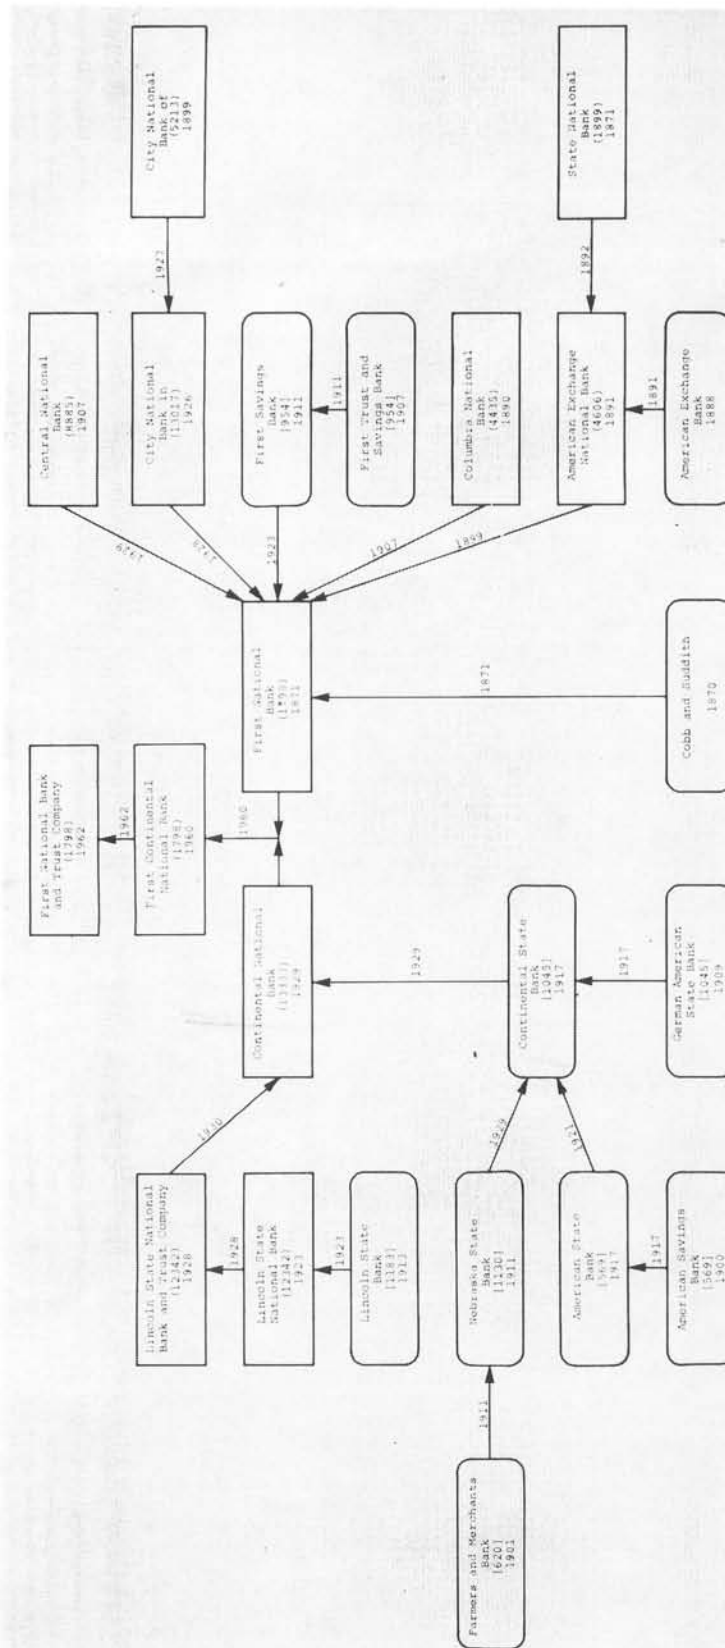 First National Bank
and Trust Company
(1798)
1962
1962
First Continental
National Bank
(1798)
1960
1960
Lincoln State National
Bank and Trust Company
(12342)
1928
1928
Lincoln State
National Bank
(12342)
1923
1923
Lincoln State
Bank
[1183]
1913
1930
Continental National
Bank
1929
1929
Farmers and Merchants
Bank
[620]
1901
1911
Nebraska State
Bank
[1130]
1911
1929
American State
Bank
[569]
1917
1921
1917
American Savings
Bank
[569]
1900
Continental State
Bank
[1045]
1917
1917
German American
State Bank
[1045]
1909
First National
Bank
1871
1871
Cobb and Suddith
1870
Central National
Bank
(8885)
1907
1929
City National
Bank in
(13017)
1926
1928
1927
City National
Bank of
(5213)
1899
First Savings
Bank
[954]
1911
1923
1911
First Trust and
Savings Bank
[954]
1907
Columbia National
Bank
(4435)
1890
1907
American Exchange
National Bank
(4606)
1891
1899
1892
State National
Bank
(1899)
1871
1891
American Exchange
Bank
1888